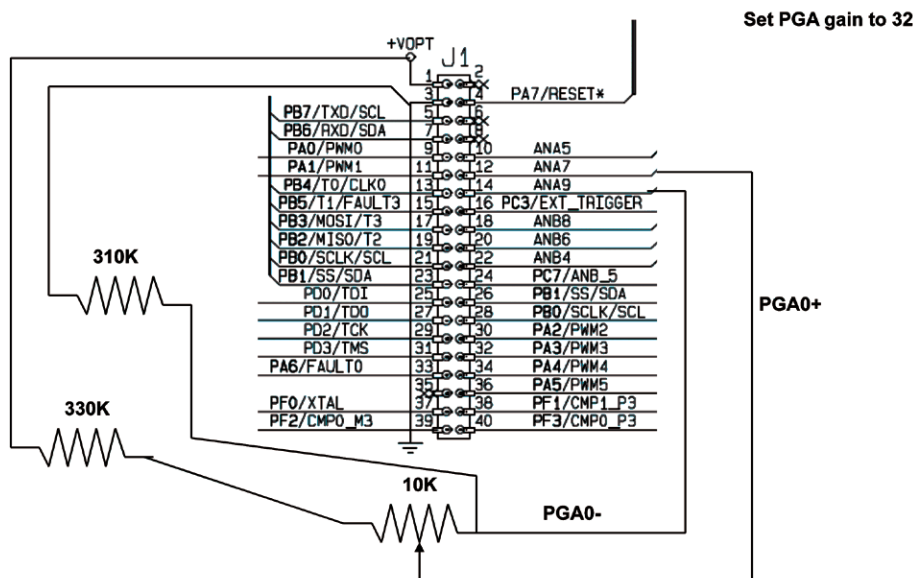 Set PGA gain to 32
+VOPT
J1
1 2
3 4 PA7/RESET*
PB7/TXD/SCL 5 6
PB6/RXD/SDA 7 8
PA0/PWM0 9 10 ANA5
PA1/PWM1 11 12 ANA7
PB4/T0/CLK0 13 14 ANA9
PB5/T1/FAULT3 15 16 PC3/EXT_TRIGGER
PB3/MOSI/T3 17 18 ANB8
PB2/MISO/T2 19 20 ANB6
PB0/SCLK/SCL 21 22 ANB4
PB1/SS/SDA 23 24 PC7/ANB_5
PD0/TDI 25 26 PB1/SS/SDA
PD1/TDO 27 28 PB0/SCLK/SCL
PD2/TCK 29 30 PA2/PWM2
PD3/TMS 31 32 PA3/PWM3
PA6/FAULT0 33 34 PA4/PWM4
35 36 PA5/PWM5
PF0/XTAL 37 38 PF1/CMP1_P3
PF2/CMP0_M3 39 40 PF3/CMP0_P3
310K
PGA0+
330K
10K
PGA0-